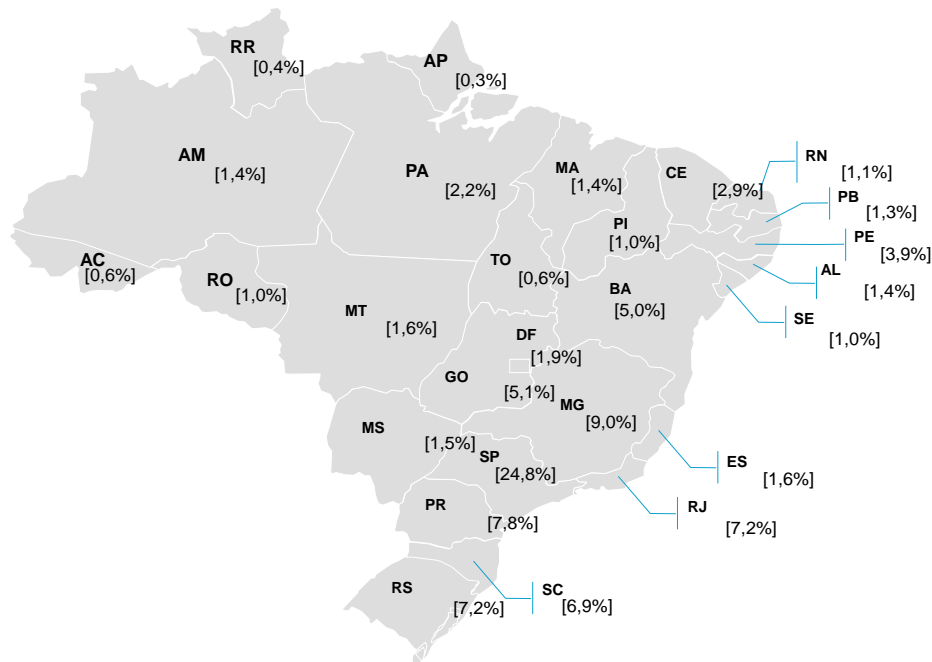 RR
[0,4%]
AP
[0,3%]
AM
[1,4%]
PA
[2,2%]
MA
[1,4%]
CE
[2,9%]
RN
[1,1%]
PB
[1,3%]
PI
[1,0%]
PE
[3,9%]
AC
[0,6%]
RO
[1,0%]
TO
[0,6%]
AL
[1,4%]
BA
[5,0%]
SE
[1,0%]
MT
[1,6%]
DF
[1,9%]
GO
[5,1%]
MG
[9,0%]
MS
[1,5%]
SP
[24,8%]
ES
[1,6%]
RJ
[7,2%]
PR
[7,8%]
RS
[7,2%]
SC
[6,9%]